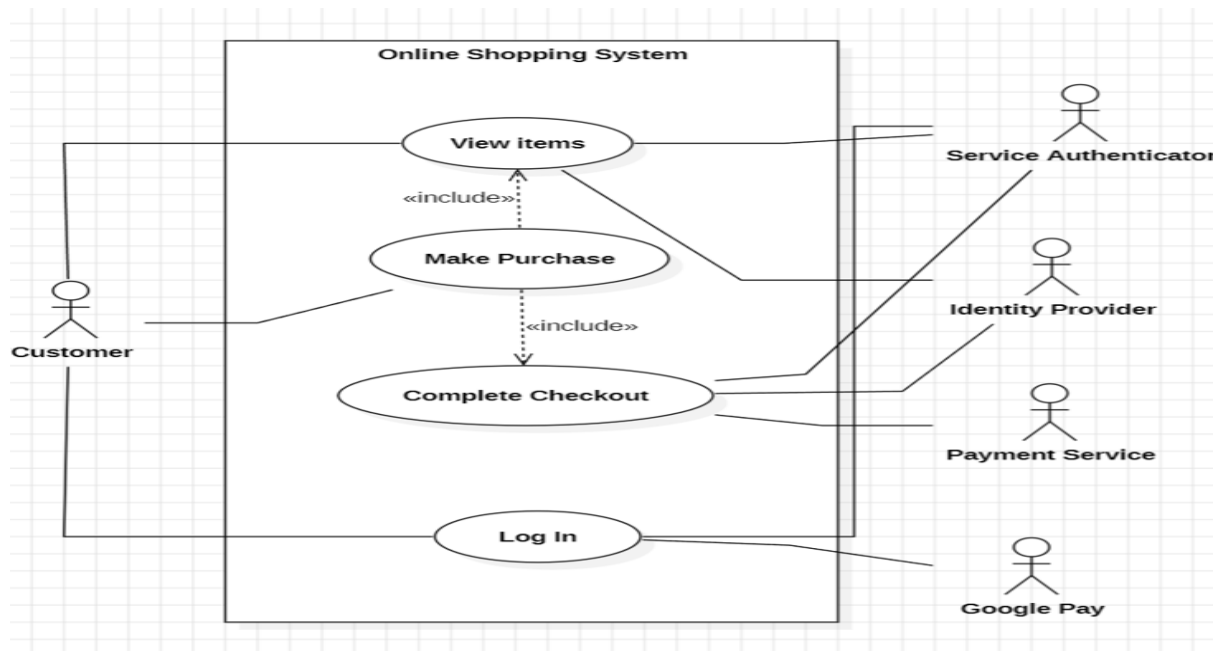 Online Shopping System
View items
Service Authenticator
«include»
Make Purchase
Identity Provider
«include»
Customer
Complete Checkout
Payment Service
Log In
Google Pay